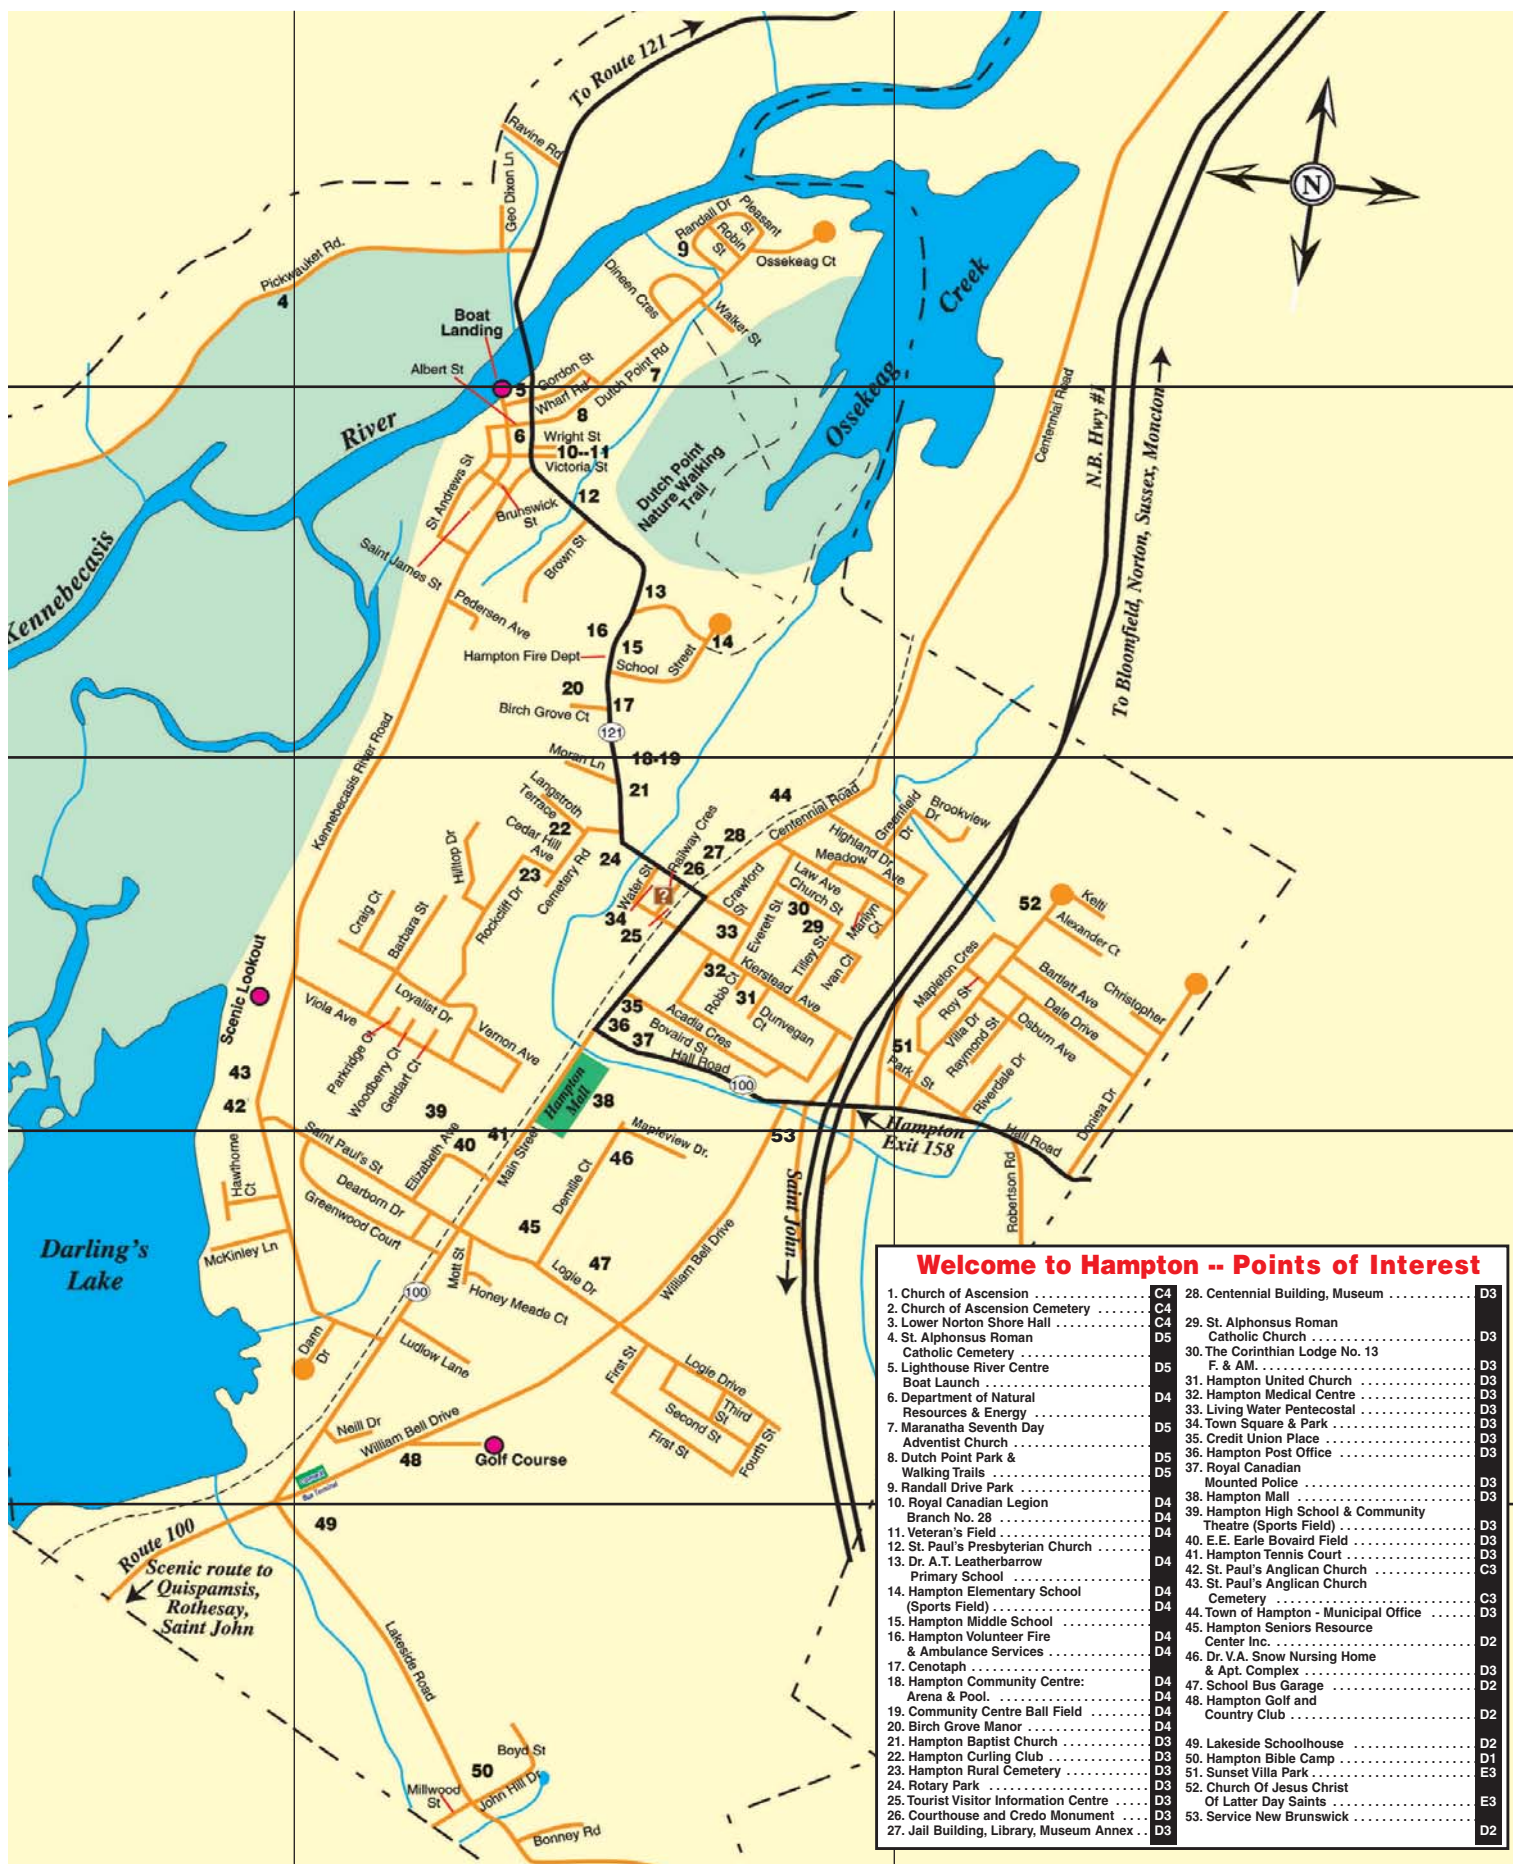 To Route 121
Ravine Rd
Geo Dixon Ln
Pickwauket Rd.
4
Randall Dr
Pleasant
St
Robin
St
9
Ossekeag Ct
Dineen Cres
Walker St
N
Creek
Ossekeag
Boat
Landing
Albert St
5
Gordon St
Wharf Rd
Dutch Point Rd
7
8
6
Wright St
10--11
Victoria St
River
Kennebecasis
St Andrews St
Brunswick
St
12
Dutch Point
Nature Walking
Trail
Centennial Road
N.B. Hwy #1
To Bloomfield, Norton, Sussex, Moncton
Saint James St
Brown St
Pedersen Ave
13
16
15
14
Hampton Fire Dept
School
Street
20
17
Birch Grove Ct
121
Kennebecasis River Road
Moran Ln
18-19
21
Langstroth
Terrace
22
Cedar Hill
Ave
23
24
Cemetery Rd
Hilltop Dr
Rockcliff Dr
Craig Ct
Barbara St
44
Centennial Road
Railway Cres
28
27
26
Water St
?
34
25
Greenfield
Dr
Brookview
Dr
Highland Dr
Meadow
Ave
Law Ave
Church St
Crawford
St
Everett St
30
29
Marilyn
Ct
Tilley St
Ivan Ct
33
32
Robb Ct
Kierstead
Ave
31
Dunvegan
Ct
52
Kelti
Alexander Ct
Mapleton Cres
Bartlett Ave
Christopher
Roy St
Dale Drive
Villa Dr
Raymond St
Osburn Ave
51
Park
St
Riverdale Dr
Doniea Dr
Scenic Lookout
Viola Ave
Loyalist Dr
Vernon Ave
Parkridge Ct
Woodberry Ct
Geldart Ct
35
36
37
Acadia Cres
Bovaird St
Hall Road
100
43
42
39
40
41
Hampton
Mall
38
Hampton
Exit 158
Hall Road
Robertson Rd
53
Saint John
Saint Paul's St
Elizabeth Ave
Main Street
Mapleview Dr.
46
Demille Ct
Hawthorne
Ct
Dearborn Dr
Greenwood Court
McKinley Ln
45
47
Logie Dr
William Bell Drive
Mott St
Honey Meade Ct
100
Darling's
Lake
Dann
Dr
Ludlow Lane
First St
Logie Drive
Third
St
Second St
First St
Fourth St
Neill Dr
William Bell Drive
48
Golf Course
Bus Terminal
49
Route 100
Scenic route to
Quispamsis,
Rothesay,
Saint John
Lakeside Road
50
Boyd St
John Hill Dr
Millwood
St
Bonney Rd
Welcome to Hampton -- Points of Interest
1. Church of Ascension C4
2. Church of Ascension Cemetery C4
3. Lower Norton Shore Hall C4
4. St. Alphonsus Roman D5
Catholic Cemetery
5. Lighthouse River Centre D5
Boat Launch
6. Department of Natural D4
Resources & Energy
7. Maranatha Seventh Day D5
Adventist Church
8. Dutch Point Park & D5
Walking Trails D5
9. Randall Drive Park
10. Royal Canadian Legion D4
Branch No. 28 D4
11. Veteran's Field D4
12. St. Paul's Presbyterian Church
13. Dr. A.T. Leatherbarrow D4
Primary School
14. Hampton Elementary School D4
(Sports Field) D4
15. Hampton Middle School
16. Hampton Volunteer Fire D4
& Ambulance Services D4
17. Cenotaph
18. Hampton Community Centre: D4
Arena & Pool. D4
19. Community Centre Ball Field D4
20. Birch Grove Manor D4
21. Hampton Baptist Church D3
22. Hampton Curling Club D3
23. Hampton Rural Cemetery D3
24. Rotary Park D3
25. Tourist Visitor Information Centre D3
26. Courthouse and Credo Monument D3
27. Jail Building, Library, Museum Annex D3
28. Centennial Building, Museum D3
29. St. Alphonsus Roman
Catholic Church D3
30. The Corinthian Lodge No. 13
F. & AM. D3
31. Hampton United Church D3
32. Hampton Medical Centre D3
33. Living Water Pentecostal D3
34. Town Square & Park D3
35. Credit Union Place D3
36. Hampton Post Office D3
37. Royal Canadian
Mounted Police D3
38. Hampton Mall D3
39. Hampton High School & Community
Theatre (Sports Field) D3
40. E.E. Earle Bovaird Field D3
41. Hampton Tennis Court D3
42. St. Paul's Anglican Church C3
43. St. Paul's Anglican Church
Cemetery C3
44. Town of Hampton - Municipal Office D3
45. Hampton Seniors Resource
Center Inc. D2
46. Dr. V.A. Snow Nursing Home
& Apt. Complex D3
47. School Bus Garage D2
48. Hampton Golf and
Country Club D2
49. Lakeside Schoolhouse D2
50. Hampton Bible Camp D1
51. Sunset Villa Park E3
52. Church Of Jesus Christ
Of Latter Day Saints E3
53. Service New Brunswick
D2